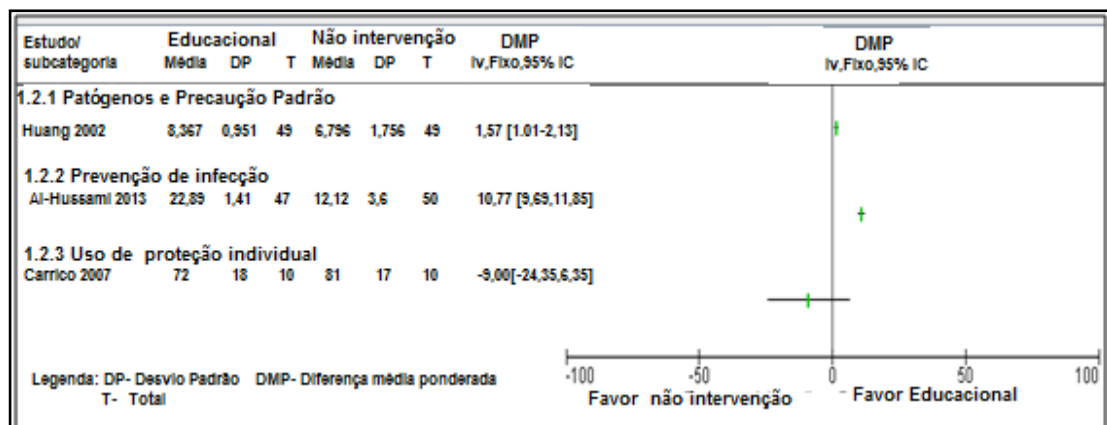 Estudo/ Educacional Não intervenção DMP DMP
subcategoria Média DP T Média DP T Iv,Fixo,95% IC Iv,Fixo,95% IC
1.2.1 Patógenos e Precaução Padrão
Huang 2002 8,367 0,951 49 6,796 1,756 49 1,57 [1.01-2,13]
1.2.2 Prevenção de infecção
Al-Hussami 2013 22,89 1,41 47 12,12 3,6 50 10,77 [9,69,11,85]
1.2.3 Uso de proteção individual
Carrico 2007 72 18 10 81 17 10 -9,00[-24,35,6,35]
-100 -50 0 50 100
Legenda: DP- Desvio Padrão DMP- Diferença média ponderada
T- Total
Favor não intervenção Favor Educacional